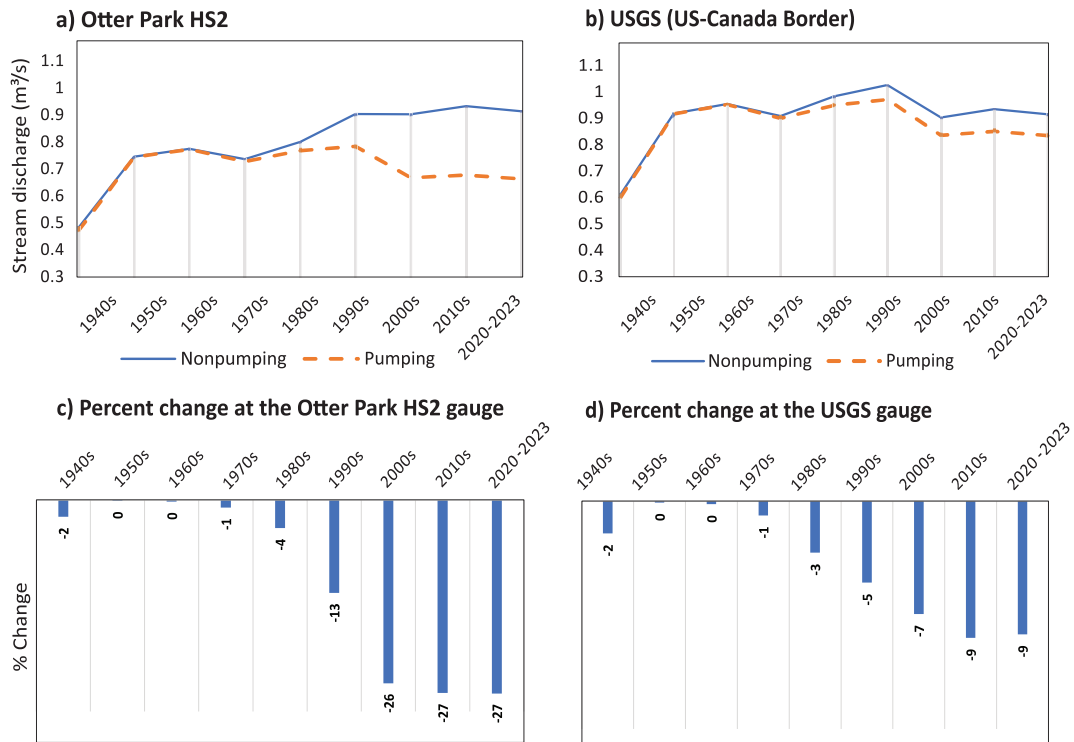 a) Otter Park HS2
Stream discharge (m³/s)
1.1
1
0.9
0.8
0.7
0.6
0.5
0.4
0.3
1940s
1950s
1960s
1970s
1980s
1990s
2000s
2010s
2020-2023
Nonpumping
Pumping
b) USGS (US-Canada Border)
1.1
1
0.9
0.8
0.7
0.6
0.5
0.4
0.3
1940s
1950s
1960s
1970s
1980s
1990s
2000s
2010s
2020-2023
Nonpumping
Pumping
c) Percent change at the Otter Park HS2 gauge
1940s
1950s
1960s
1970s
1980s
1990s
2000s
2010s
2020-2023
% Change
-2
0
0
-1
-4
-13
-26
-27
-27
d) Percent change at the USGS gauge
1940s
1950s
1960s
1970s
1980s
1990s
2000s
2010s
2020 -2023
-2
0
0
-1
-3
-5
-7
-9
-9